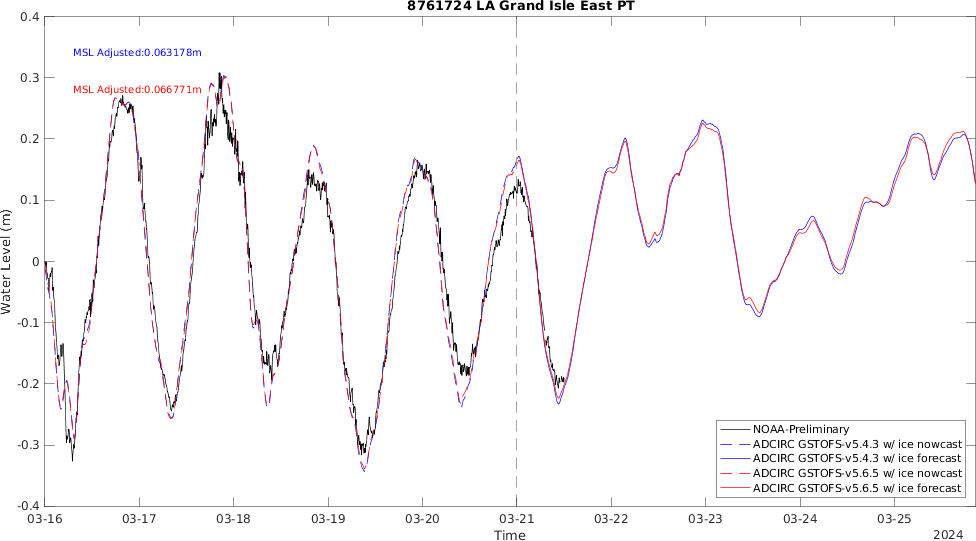 8761724 LA Grand Isle East PT
0.4
MSL Adjusted:0.063178m
0.3
MSL Adjusted:0.066771m
0.2
0.1
0
-0.1
-0.2
-0.3
-0.4
Water Level (m)
NOAA-Preliminary
ADCIRC GSTOFS-v5.4.3 w/ ice nowcast
ADCIRC GSTOFS-v5.4.3 w/ ice forecast
ADCIRC GSTOFS-v5.6.5 w/ ice nowcast
ADCIRC GSTOFS-v5.6.5 w/ ice forecast
03-16 03-17 03-18 03-19 03-20 03-21 03-22 03-23 03-24 03-25
Time
2024